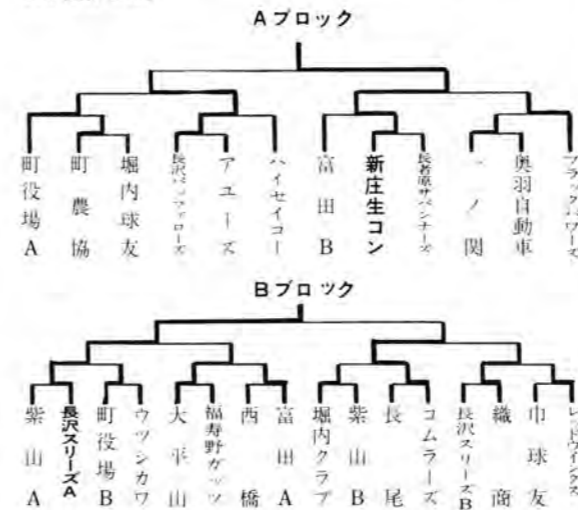 Aブロック
町役場A
町農協
堀内球友
長沢バッファローズ
アユーズ
ハイセイコー
富田B
新庄生コン
長者原サバンナーズ
一ノ関
奥羽自動車
ブラックパワーズ
Bブロック
紫山A
長沢スリーズA
町役場B
ウツシカワ
大平山
福寿野ガッツ
西橋
富田A
堀内クラブ
紫山B
長尾
コムラーズ
長沢スリーズB
織商
巾球友
レッドウイングス